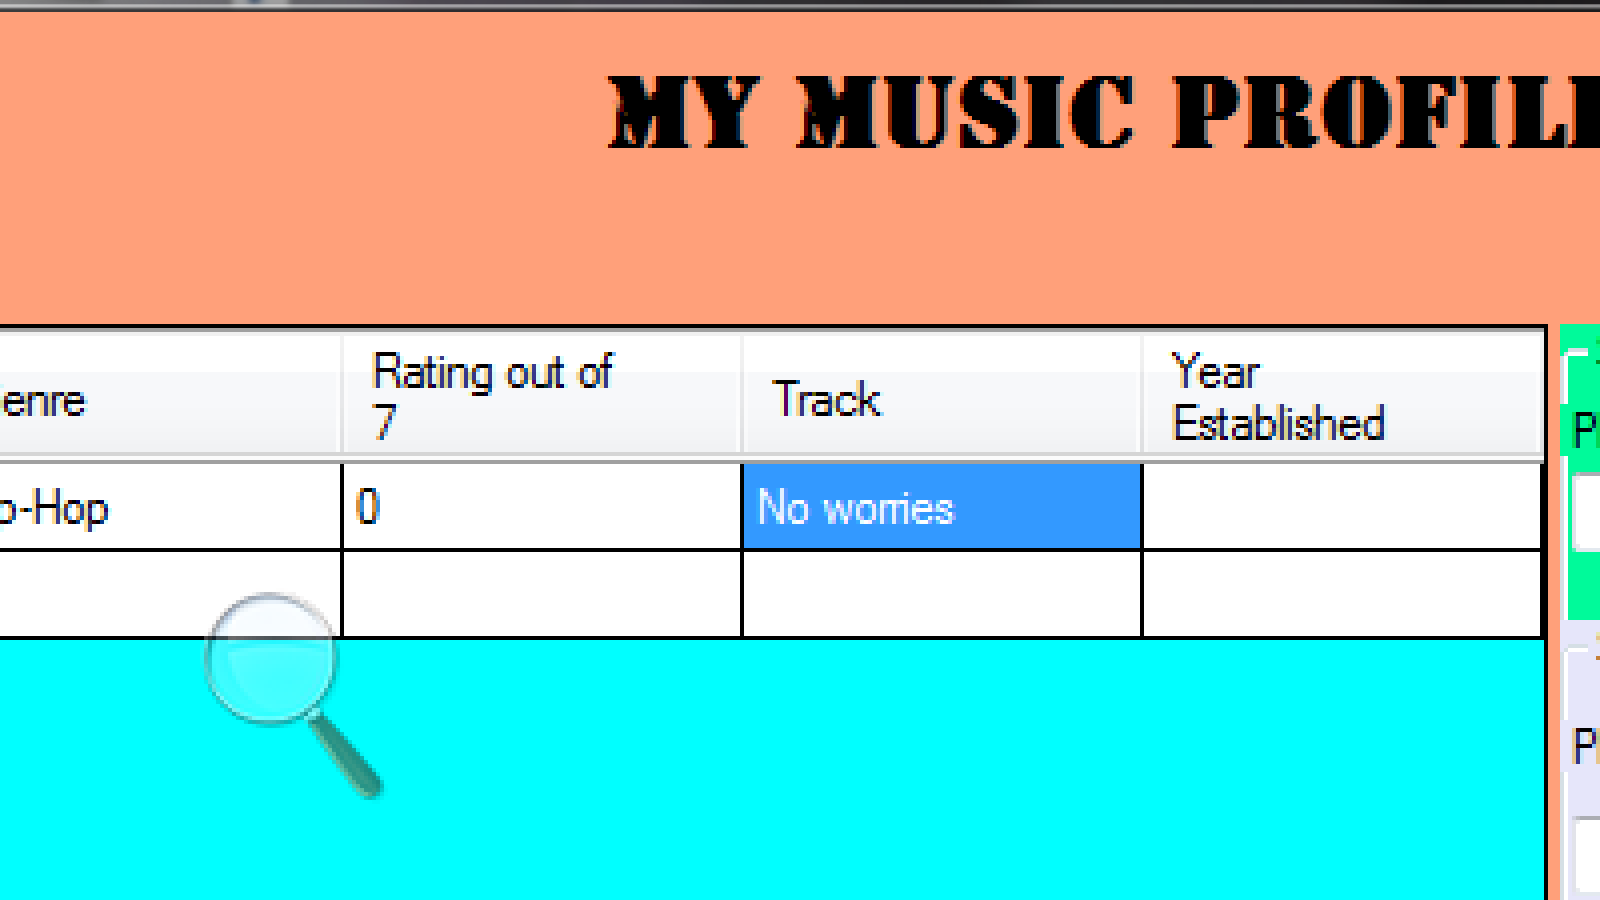 MY MUSIC PROFIL
enre
Rating out of
7
Track
Year
Established
p-Hop
0
No worries
P
P